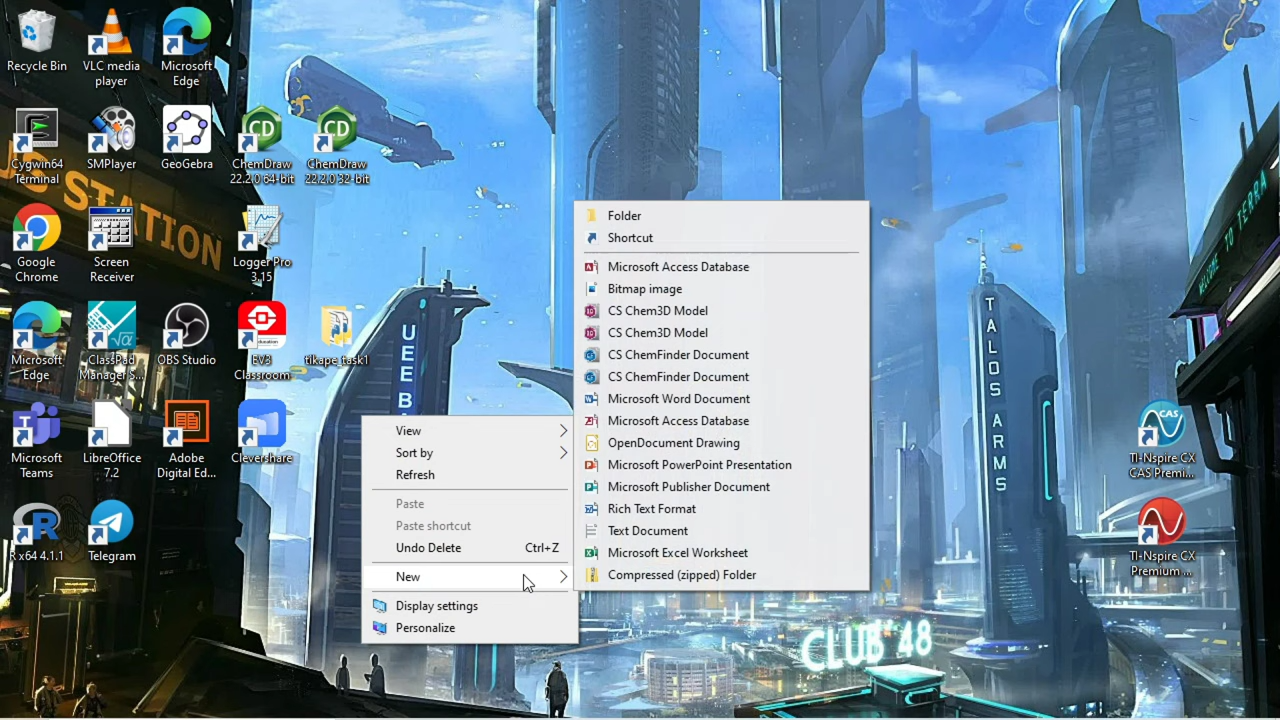 Recycle Bin
VLC media
player
Microsoft
Edge
Cygwin64
Terminal
SMPlayer
GeoGebra
ChemDraw
22.2.0 64-bit
ChemDraw
22.2.0 32-bit
STATION
Google
Chrome
Screen
Receiver
Logger Pro
3.15
Microsoft
Edge
ClassPad
Manager S...
OBS Studio
EV3
Classroom
tikape_task1
Microsoft
Teams
LibreOffice
7.2
Adobe
Digital Ed...
Clevershare
R x64 4.1.1
Telegram
UEE B
View
Sort by
Refresh
Paste
Paste shortcut
Undo Delete Ctrl+Z
New
Display settings
Personalize
Folder
Shortcut
Microsoft Access Database
Bitmap image
CS Chem3D Model
CS Chem3D Model
CS ChemFinder Document
CS ChemFinder Document
Microsoft Word Document
Microsoft Access Database
OpenDocument Drawing
Microsoft PowerPoint Presentation
Microsoft Publisher Document
Rich Text Format
Text Document
Microsoft Excel Worksheet
Compressed (zipped) Folder
TALOS ARMS
WELCOME TO TERRA
CAS
TI-Nspire CX
CAS Premi...
TI-Nspire CX
Premium ...
CLUB 48